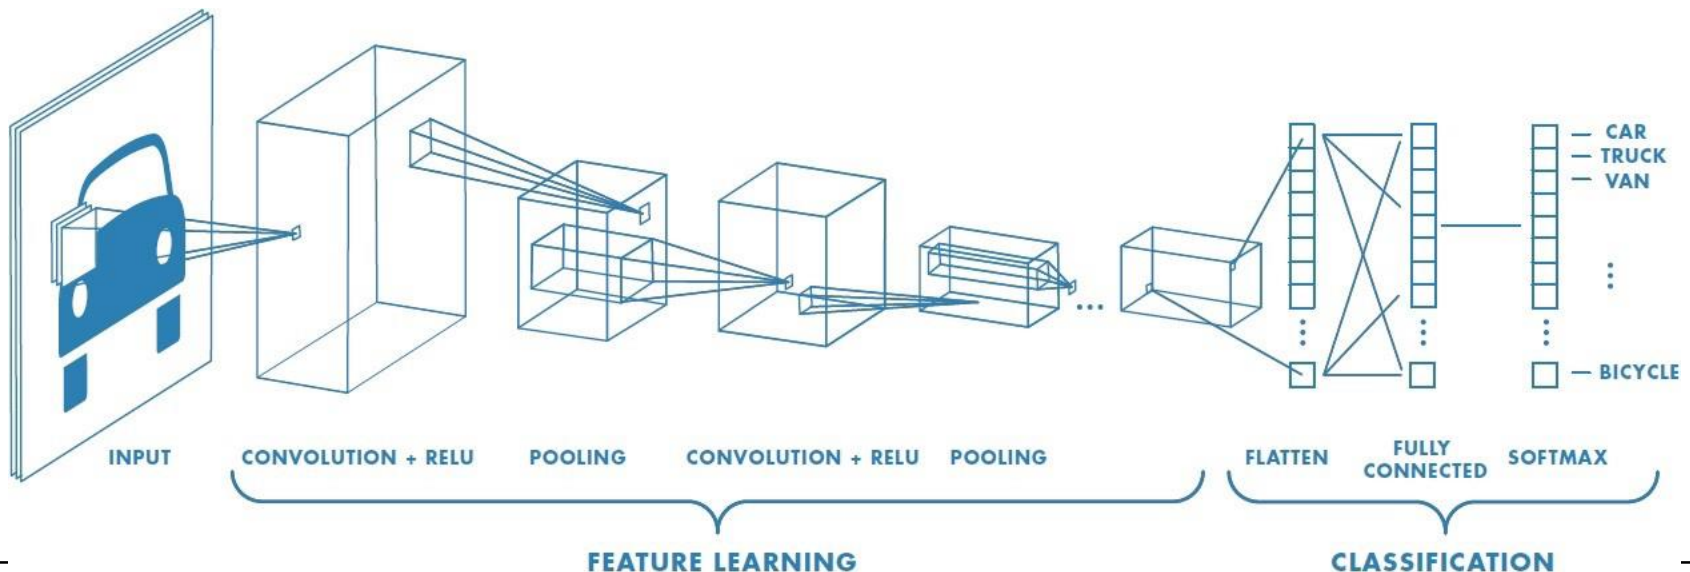 CAR
TRUCK
VAN
BICYCLE
INPUT
CONVOLUTION + RELU
POOLING
CONVOLUTION + RELU
POOLING
FLATTEN
FULLY
CONNECTED
SOFTMAX
FEATURE LEARNING
CLASSIFICATION